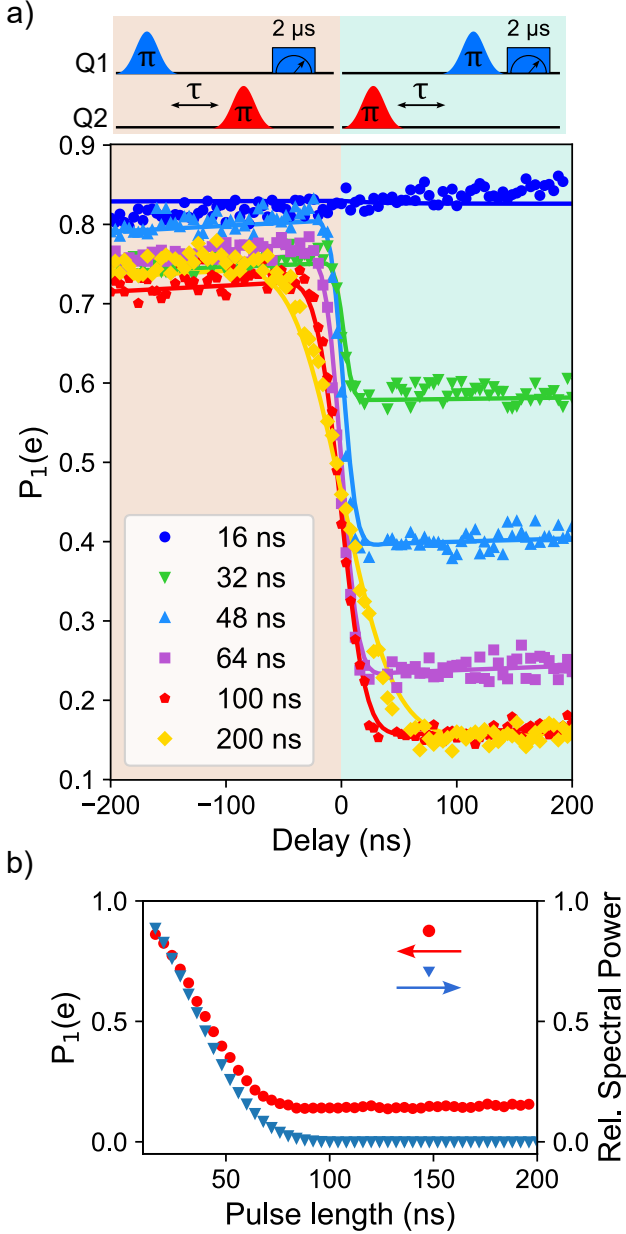 a)
2 μs
2 μs
Q1
π
π
τ
τ
Q2
π
π
0.9
0.8
0.7
0.6
0.5
0.4
0.3
0.2
0.1
P₁(e)
16 ns
32 ns
48 ns
64 ns
100 ns
200 ns
−200
−100
0
100
200
Delay (ns)
b)
1.0
0.5
0.0
P₁(e)
1.0
0.5
0.0
Rel. Spectral Power
50
100
150
200
Pulse length (ns)